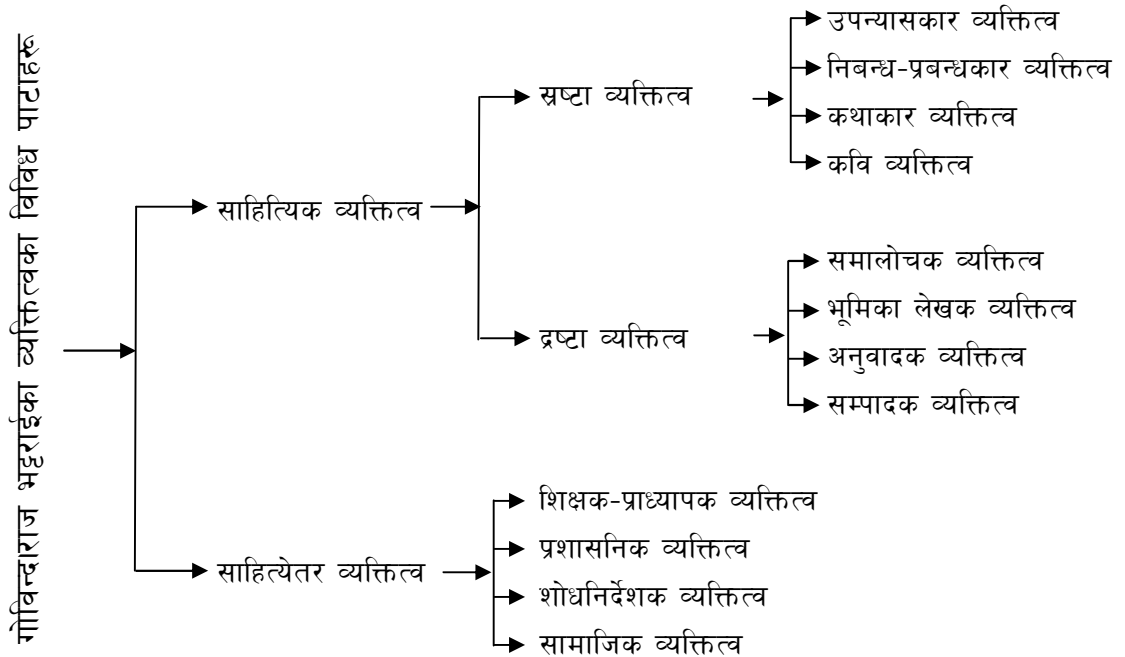 गोविन्दाराज भट्टराईका व्यक्तित्वका विविध पाटाहरू
साहित्यिक व्यक्तित्व
स्रष्टा व्यक्तित्व
उपन्यासकार व्यक्तित्व
निबन्ध-प्रबन्धकार व्यक्तित्व
कथाकार व्यक्तित्व
कवि व्यक्तित्व
द्रष्टा व्यक्तित्व
समालोचक व्यक्तित्व
भूमिका लेखक व्यक्तित्व
अनुवादक व्यक्तित्व
सम्पादक व्यक्तित्व
साहित्येतर व्यक्तित्व
शिक्षक-प्राध्यापक व्यक्तित्व
प्रशासनिक व्यक्तित्व
शोधनिर्देशक व्यक्तित्व
सामाजिक व्यक्तित्व